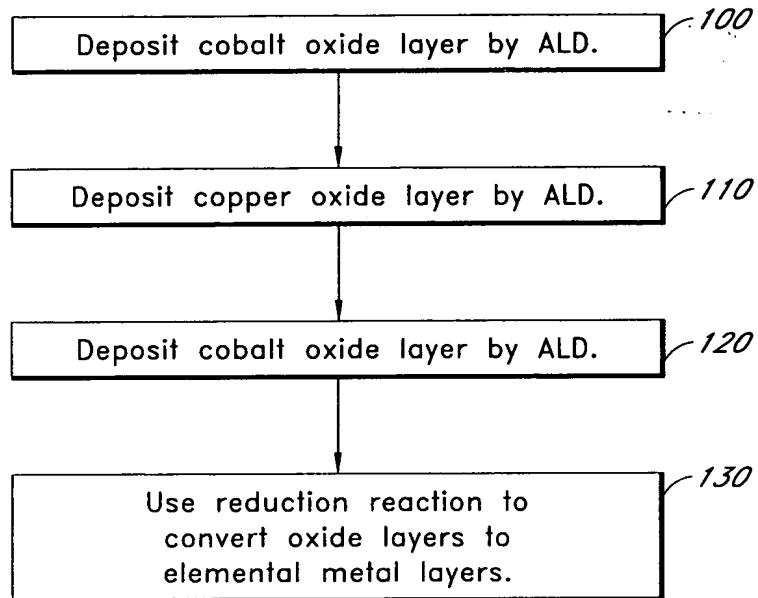 Deposit cobalt oxide layer by ALD.
100
Deposit copper oxide layer by ALD.
110
Deposit cobalt oxide layer by ALD.
120
Use reduction reaction to
convert oxide layers to
elemental metal layers.
130